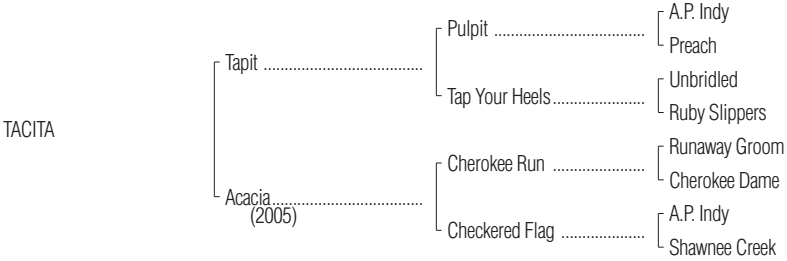 A.P. Indy
Pulpit ............................................
Preach
Tapit ...............................................
Unbridled
Tap Your Heels...........................
Ruby Slippers
TACITA
Runaway Groom
Cherokee Run ...........................
Cherokee Dame
Acacia.....................................................
(2005)
A.P. Indy
Checkered Flag ........................
Shawnee Creek